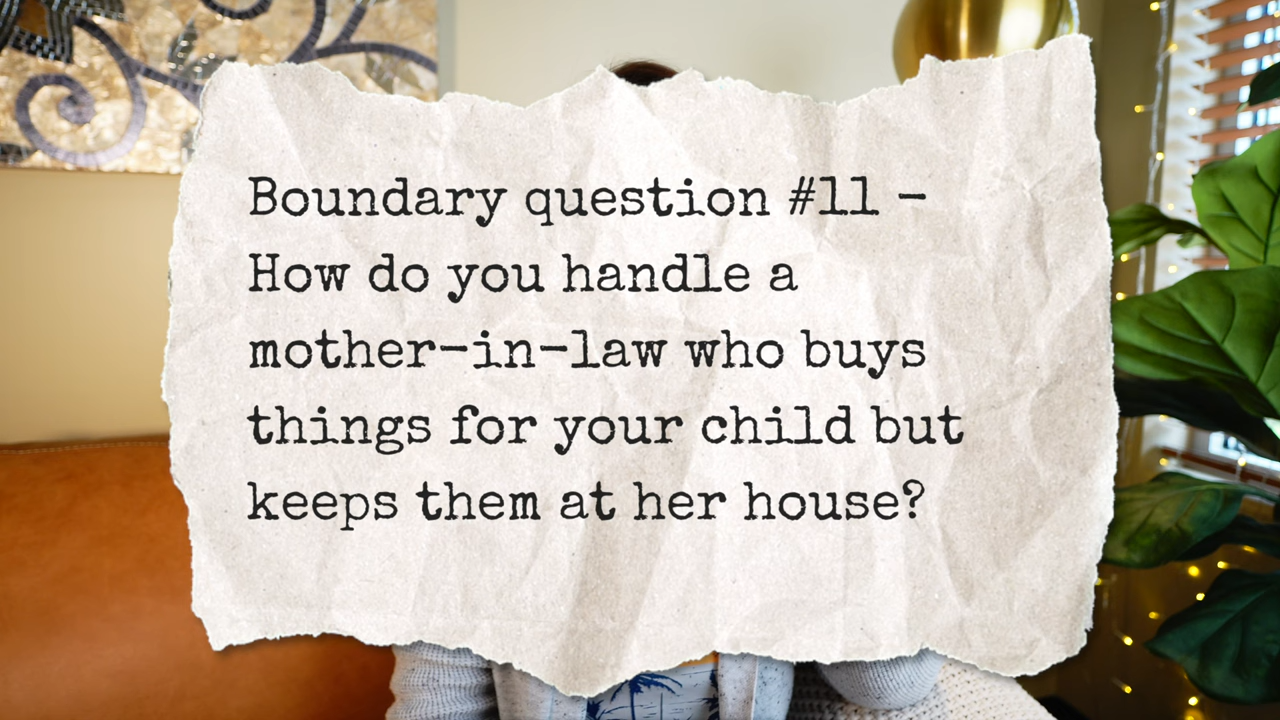 Boundary question #11 –
How do you handle a
mother-in-law who buys
things for your child but
keeps them at her house?